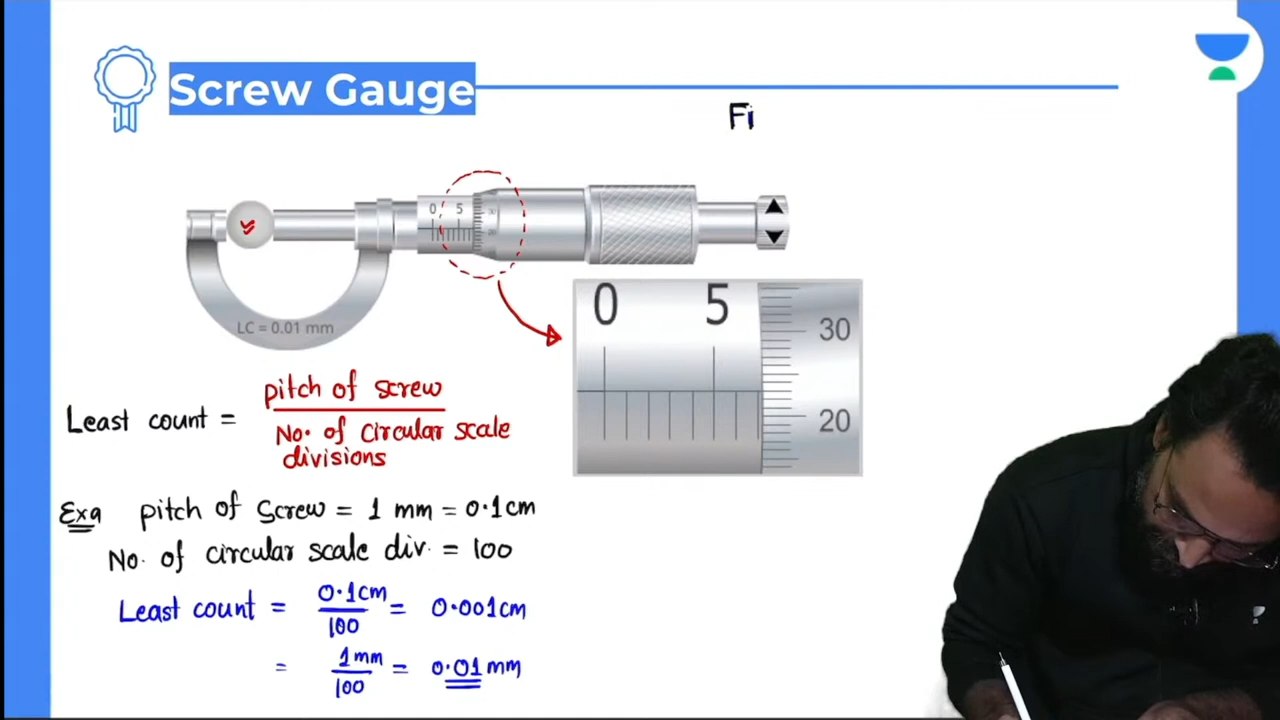 Screw Gauge
Fi
0 5
LC = 0.01 mm
0 5
30
20
Least count = pitch of screw
No. of circular scale
divisions
Exa pitch of screw = 1 mm = 0.1cm
No. of circular scale div. = 100
Least count = 0.1cm / 100 = 0.001cm
= 1mm / 100 = 0.01 mm